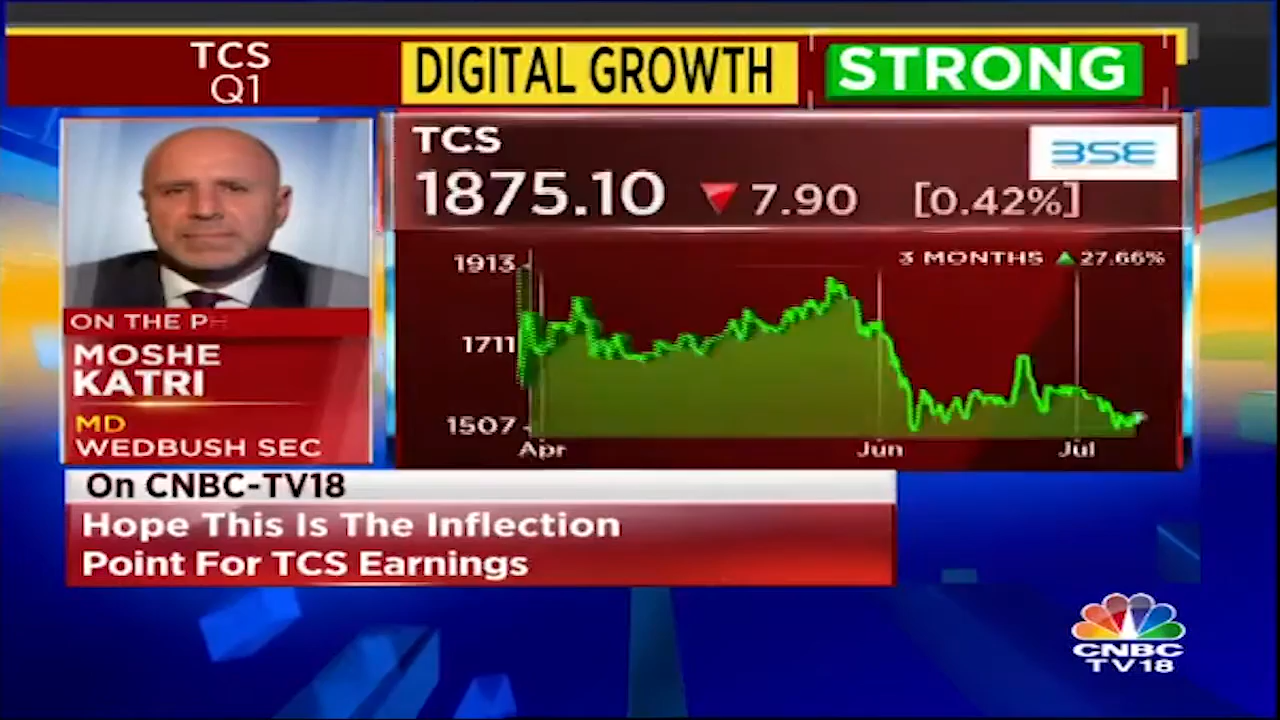 TCS
Q1
DIGITAL GROWTH
STRONG
TCS
BSE
1875.10 ▼ 7.90 [0.42%]
3 MONTHS ▲ 27.66%
1913
1711
1507
Apr Jun Jul
ON THE PH
MOSHE
KATRI
MD
WEDBUSH SEC
On CNBC-TV18
Hope This Is The Inflection
Point For TCS Earnings
CNBC
TV18